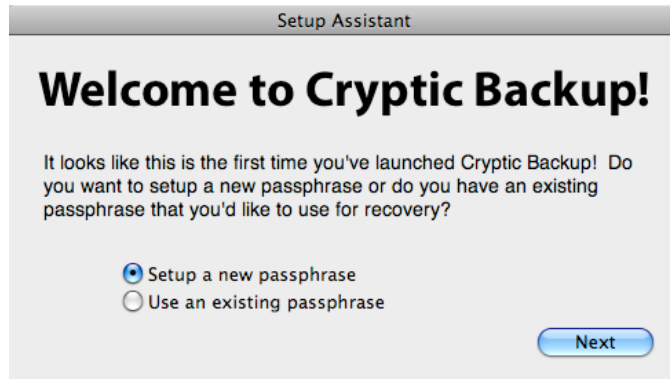 Setup Assistant
Welcome to Cryptic Backup!
It looks like this is the first time you've launched Cryptic Backup!  Do
you want to setup a new passphrase or do you have an existing
passphrase that you'd like to use for recovery?
Setup a new passphrase
Use an existing passphrase
Next